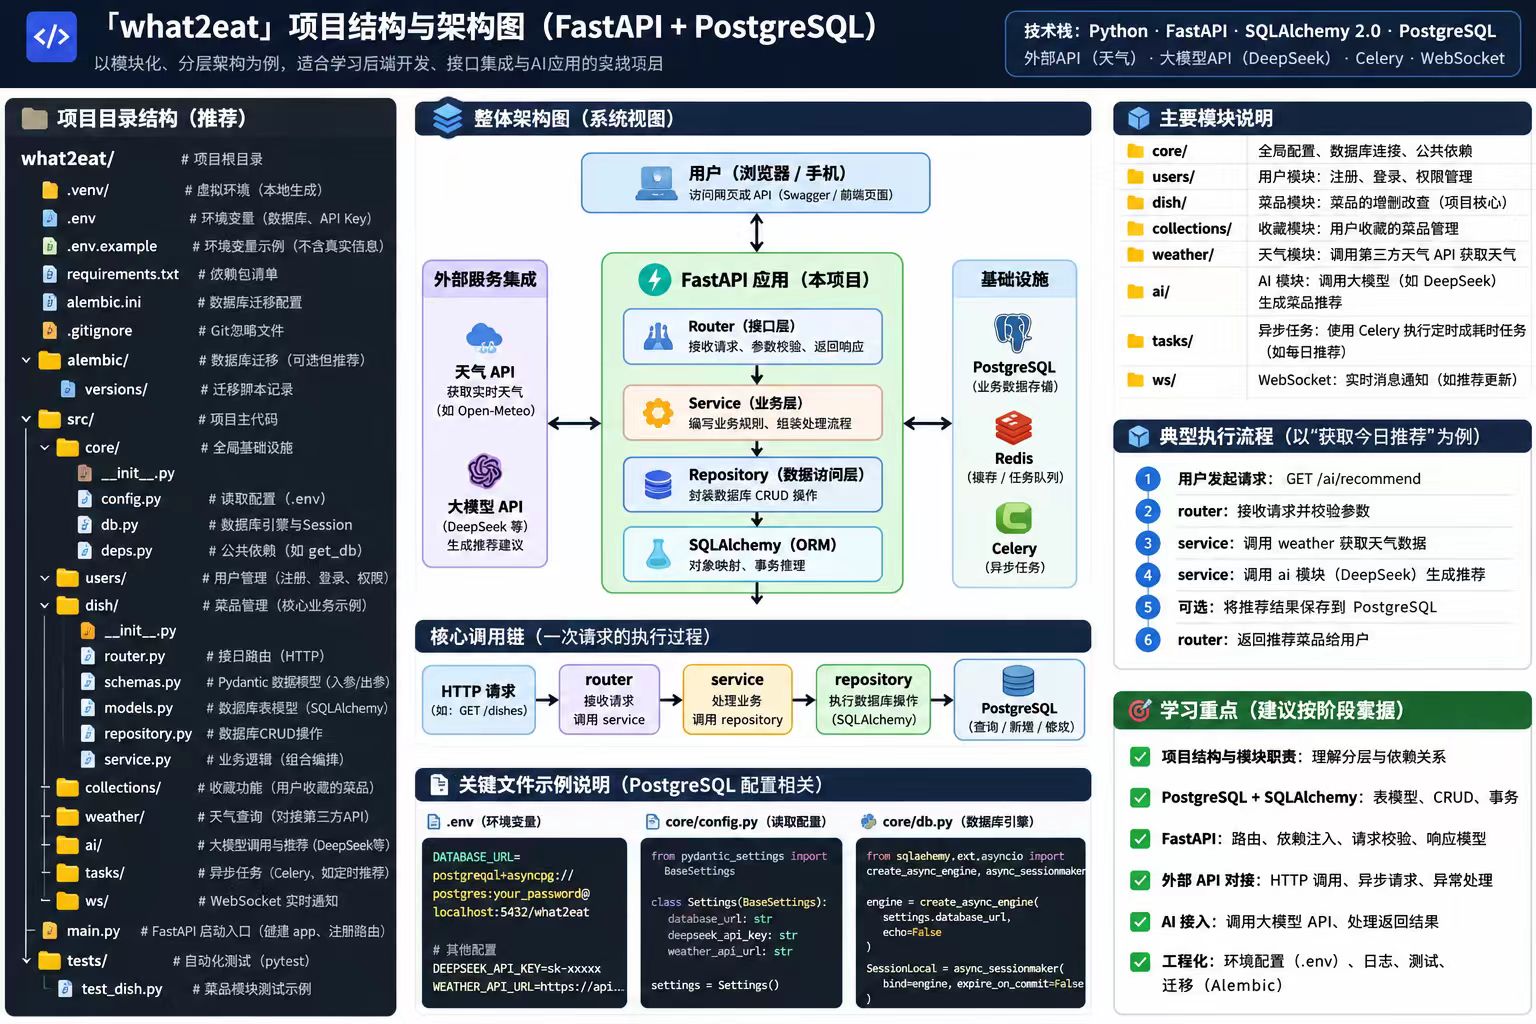 </>
「what2eat」项目结构与架构图（FastAPI + PostgreSQL）
以模块化、分层架构为例，适合学习后端开发、接口集成与AI应用的实战项目
技术栈：Python · FastAPI · SQLAlchemy 2.0 · PostgreSQL
外部API（天气）· 大模型API（DeepSeek）· Celery · WebSocket
项目目录结构（推荐）
what2eat/ # 项目根目录
.venv/ # 虚拟环境（本地生成）
.env # 环境变量（数据库、API Key）
.env.example # 环境变量示例（不含真实信息）
requirements.txt # 依赖包清单
alembic.ini # 数据库迁移配置
.gitignore # Git忽略文件
alembic/ # 数据库迁移（可选但推荐）
versions/ # 迁移脚本记录
src/ # 项目主代码
core/ # 全局基础设施
__init__.py
config.py # 读取配置（.env）
db.py # 数据库引擎与Session
deps.py # 公共依赖（如 get_db）
users/ # 用户管理（注册、登录、权限）
dish/ # 菜品管理（核心业务示例）
__init__.py
router.py # 接日路由（HTTP）
schemas.py # Pydantic 数据模型（入参/出参）
models.py # 数据库表模型（SQLAlchemy）
repository.py # 数据库CRUD操作
service.py # 业务逻辑（组合编排）
collections/ # 收藏功能（用户收藏的菜品）
weather/ # 天气查询（对接第三方API）
ai/ # 大模型调用与推荐 (DeepSeek等)
tasks/ # 异步任务（Celery、如定时推荐）
ws/ # WebSocket 实时通知
main.py # FastAPI 启动入口（创建 app、注册路由）
tests/ # 自动化测试（pytest）
test_dish.py # 菜品模块测试示例
整体架构图（系统视图）
用户（浏览器 / 手机）
访问网页或 API（Swagger / 前端页面）
外部服务集成
天气 API
获取实时天气
（如 Open-Meteo）
大模型 API
（DeepSeek 等）
生成推荐建议
FastAPI 应用（本项目）
Router（接口层）
接收请求、参数校验、返回响应
Service（业务层）
编写业务规则、组装处理流程
Repository（数据访问层）
封装数据库 CRUD 操作
SQLAlchemy（ORM）
对象映射、事务推理
基础设施
PostgreSQL
（业务数据存储）
Redis
（缓存 / 任务队列）
Celery
（异步任务）
核心调用链（一次请求的执行过程）
HTTP 请求
（如：GET /dishes）
router
接收请求
调用 service
service
处理业务
调用 repository
repository
执行数据库操作
（SQLAlchemy）
PostgreSQL
（查询 / 新增 /
关键文件示例说明（PostgreSQL 配置相关）
.env（环境变量）
DATABASE_URL=
postgreqql+asyncpg://
postgres:your_password@
localhost:5432/what2eat
# 其他配置
DEEPSEEK_API_KEY=sk-xxxxx
WEATHER_API_URL=https://api...
core/config.py（读取配置）
from pydantic_settings import
BaseSettings
class Settings(BaseSettings):
database_url: str
deepseek_api_key: str
weather_api_url: str
settings = Settings()
core/db.py（数据库引擎）
from sqlaehemy.ext.asyncio import
create_async_engine, async_sessionmaker
engine = create_async_engine(
settings.database_url,
echo=False
)
SessionLocal = async_sessionmaker(
bind=engine, expire_on_commit=False
)
主要模块说明
core/ 全局配置、数据库连接、公共依赖
users/ 用户模块：注册、登录、权限管理
dish/ 菜品模块：菜品的增删改查（项目核心）
collections/ 收藏模块：用户收藏的菜品管理
weather/ 天气模块：调用第三方天气 API 获取天气
ai/ AI 模块：调用大模型（如 DeepSeek）
生成菜品推荐
tasks/ 异步任务：使用 Celery 执行定时成耗时任务
（如每日推荐）
ws/ WebSocket：实时消息通知（如推荐更新）
典型执行流程（以“获取今日推荐”为例）
1 用户发起请求： GET /ai/recommend
2 router：接收请求并校验参数
3 service：调用 weather 获取天气数据
4 service：调用 ai 模块（DeepSeek）生成推荐
5 可选：将推荐结果保存到 PostgreSQL
6 router：返回推荐菜品给用户
学习重点（建议按阶段
项目结构与模块职责：理解分层与依赖关系
PostgreSQL + SQLAlchemy：表模型、CRUD、事务
FastAPI：路由、依赖注入、请求校验、响应模型
外部 API 对接：HTTP 调用、异步请求、异常处理
AI 接入：调用大模型 API、处理返回结果
工程化：环境配置（.env）、日志、测试、
迁移（Alembic）